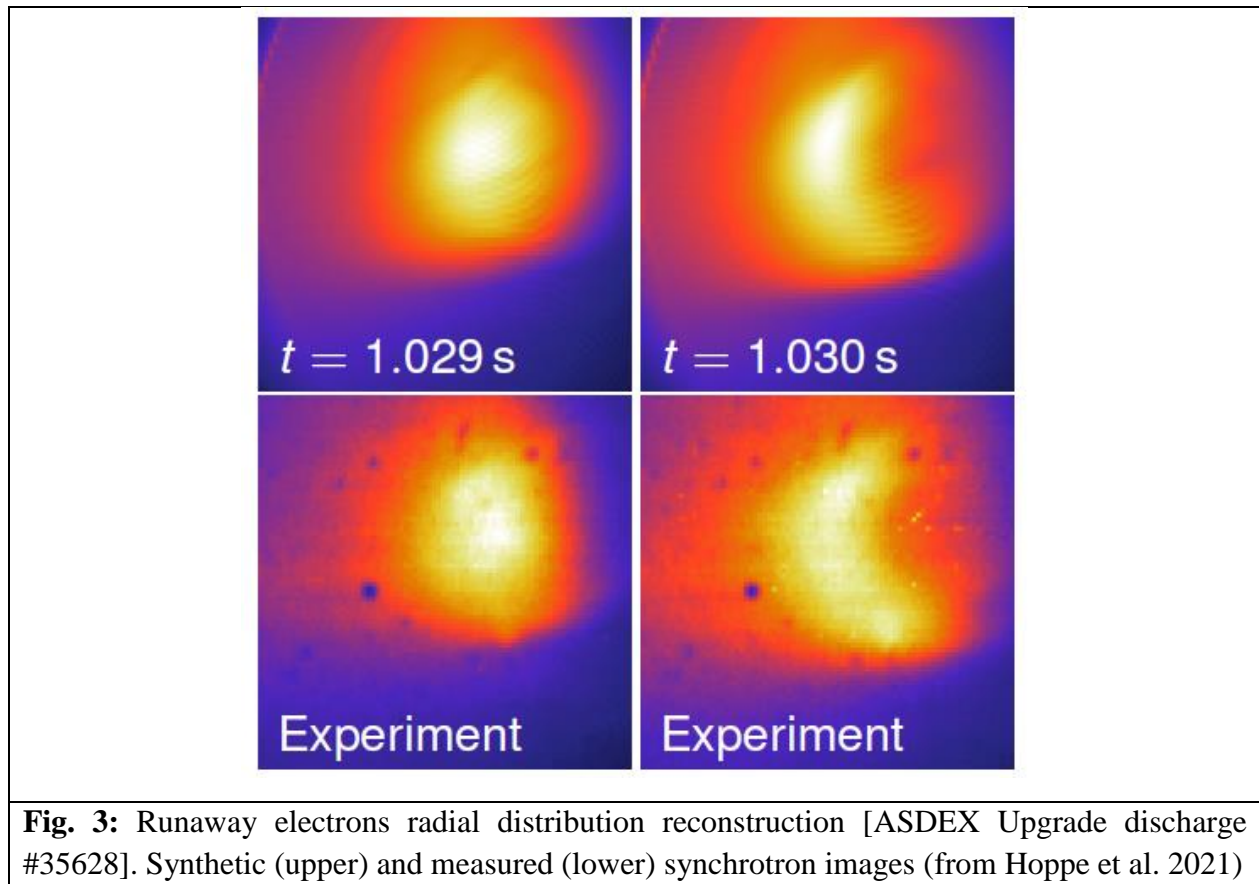 t = 1.029 s
t = 1.030 s
Experiment
Experiment
Fig. 3: Runaway electrons radial distribution reconstruction [ASDEX Upgrade discharge
#35628]. Synthetic (upper) and measured (lower) synchrotron images (from Hoppe et al. 2021)